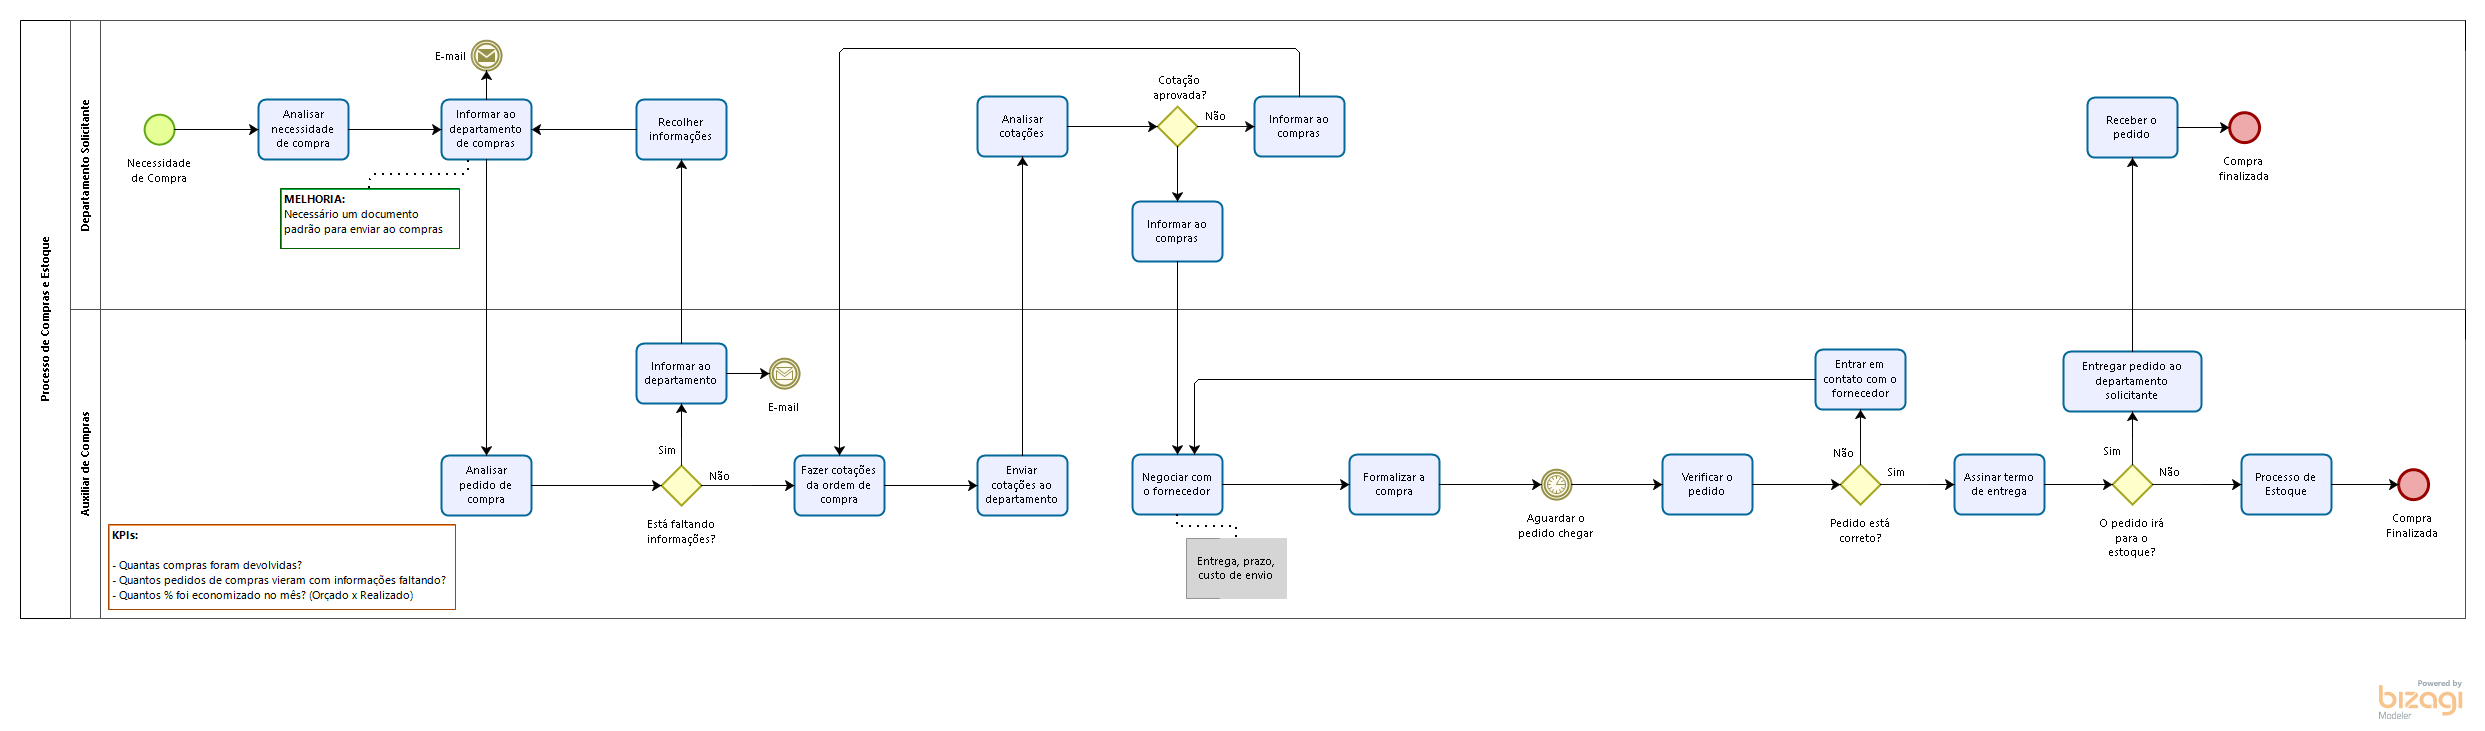 Processo de Compras e Estoque
Departamento Solicitante
E-mail
Necessidade
de Compra
Analisar
necessidade
de compra
Informar ao
departamento
de compras
Recolher
informações
MELHORIA:
Necessário um documento
padrão para enviar ao compras
Analisar
cotações
Cotação
aprovada?
Não
Informar ao
compras
Informar ao
compras
Receber o
pedido
Compra
finalizada
Auxiliar de Compras
Analisar
pedido de
compra
Sim
Não
Está faltando
informações?
Informar ao
departamento
E-mail
Fazer cotações
da ordem de
compra
Enviar
cotações ao
departamento
Negociar com
o fornecedor
Entrega, prazo,
custo de envio
Formalizar a
compra
Aguardar o
pedido chegar
Verificar o
pedido
Entrar em
contato com o
fornecedor
Não
Sim
Pedido está
correto?
Assinar termo
de entrega
Entregar pedido ao
departamento
solicitante
Sim
Não
O pedido irá
para o
estoque?
Processo de
Estoque
Compra
Finalizada
KPIs:
- Quantas compras foram devolvidas?
- Quantos pedidos de compras vieram com informações faltando?
- Quantos % foi economizado no mês? (Orçado x Realizado)
Powered by
bizagi
Modeler